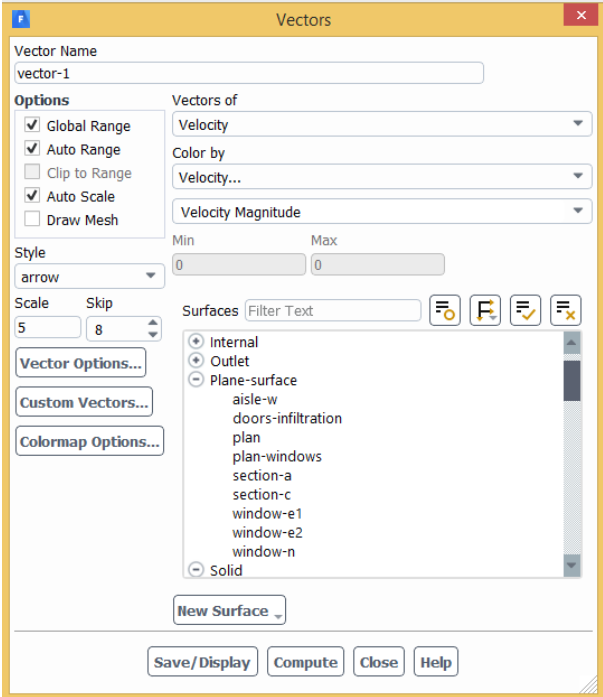 F
Vectors
Vector Name
vector-1
Options
Global Range
Auto Range
Clip to Range
Auto Scale
Draw Mesh
Style
arrow
Scale Skip
5 8
Vector Options...
Custom Vectors...
Colormap Options...
Vectors of
Velocity
Color by
Velocity...
Velocity Magnitude
Min Max
0 0
Surfaces Filter Text
Internal
Outlet
Plane-surface
aisle-w
doors-infiltration
plan
plan-windows
section-a
section-c
window-e1
window-e2
window-n
Solid
New Surface
Save/Display Compute Close Help